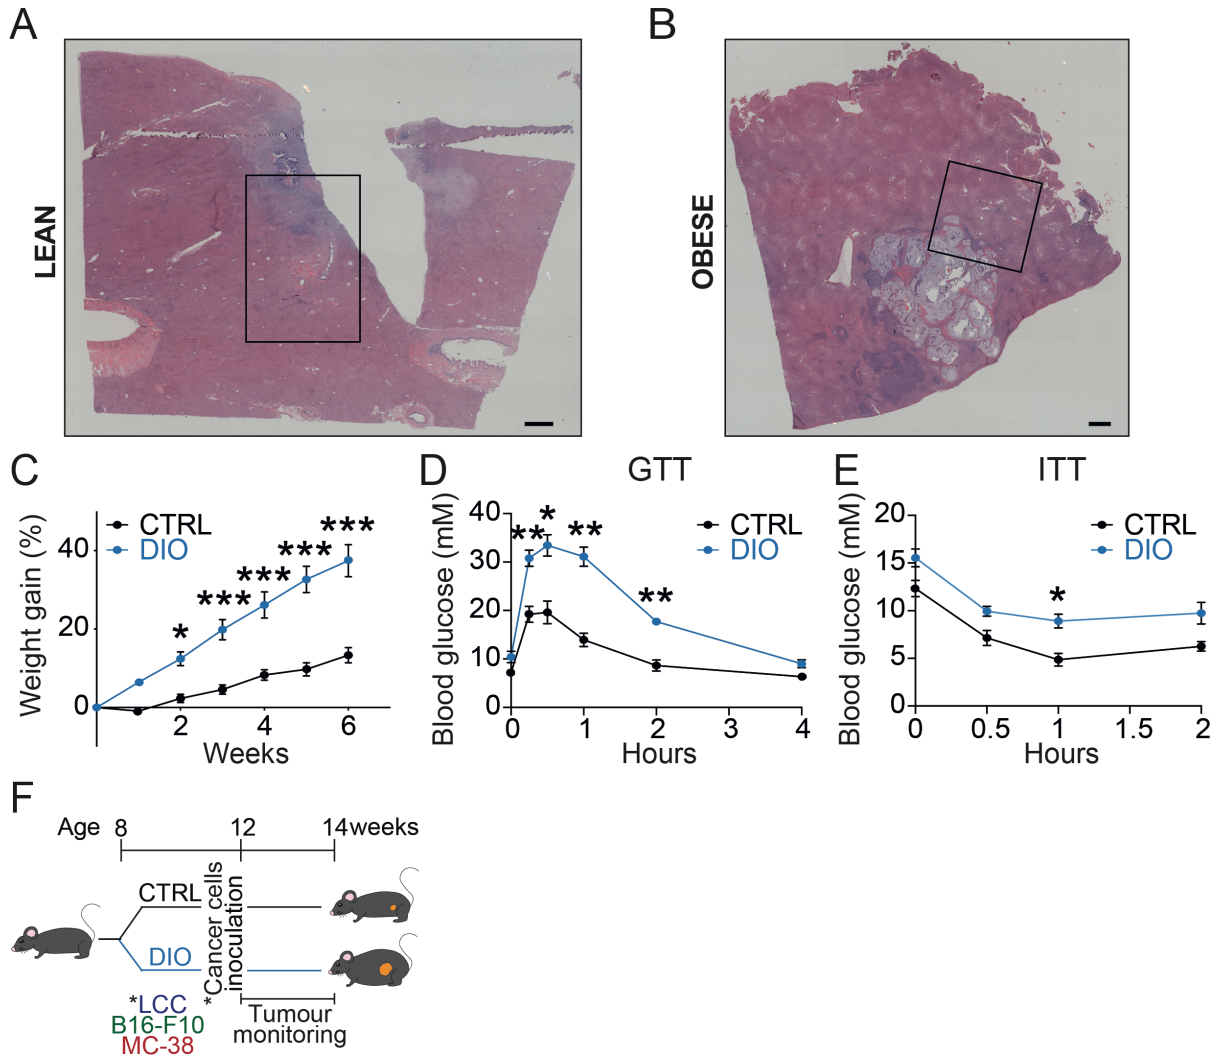 A
B
LEAN
OBESE
C
Weight gain (%)
40
20
0
2
4
6
Weeks
CTRL
DIO
*
***
***
***
***
D
GTT
Blood glucose (mM)
40
30
20
10
0
0
1
2
3
4
Hours
CTRL
DIO
**
*
**
**
E
ITT
Blood glucose (mM)
20
15
10
5
0
0
0.5
1
1.5
2
Hours
CTRL
DIO
*
F
Age 8 12 14 weeks
CTRL
DIO
*Cancer cells
inoculation
*LCC
B16-F10
MC-38
Tumour
monitoring